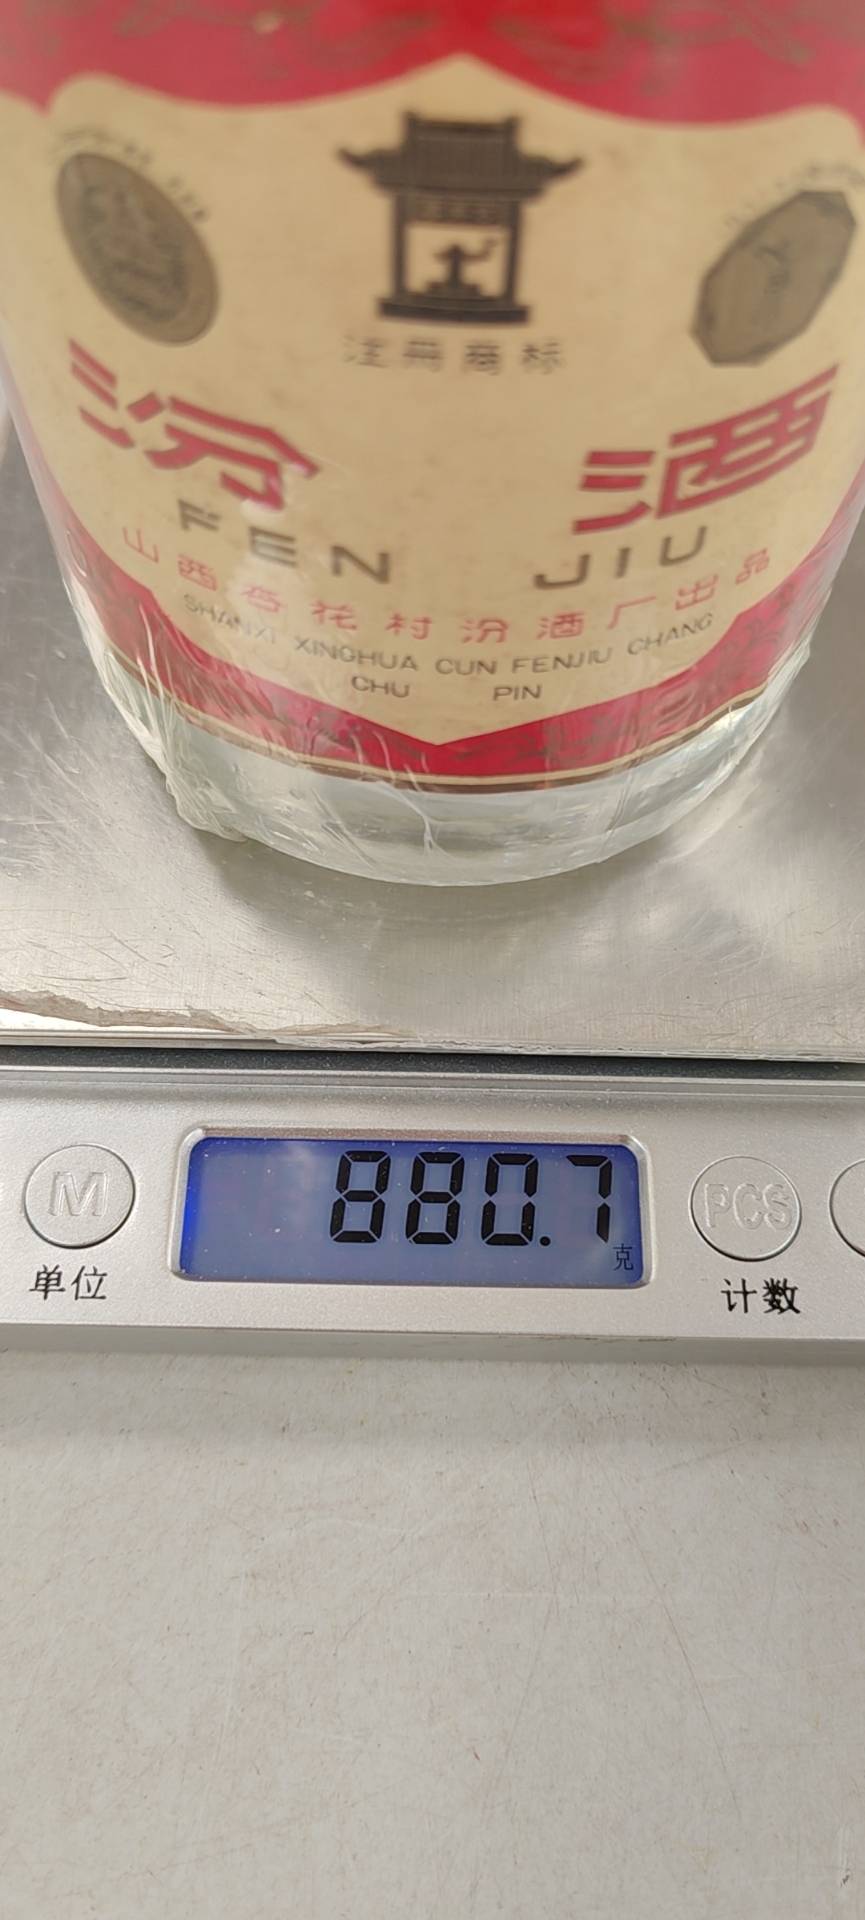 注册商标
汾酒
FEN JIU
山西杏花村汾酒厂出品
SHANXI XINGHUA CUN FENJIU CHANG
CHU PIN
880.7
克
M
PCS
单位
计数